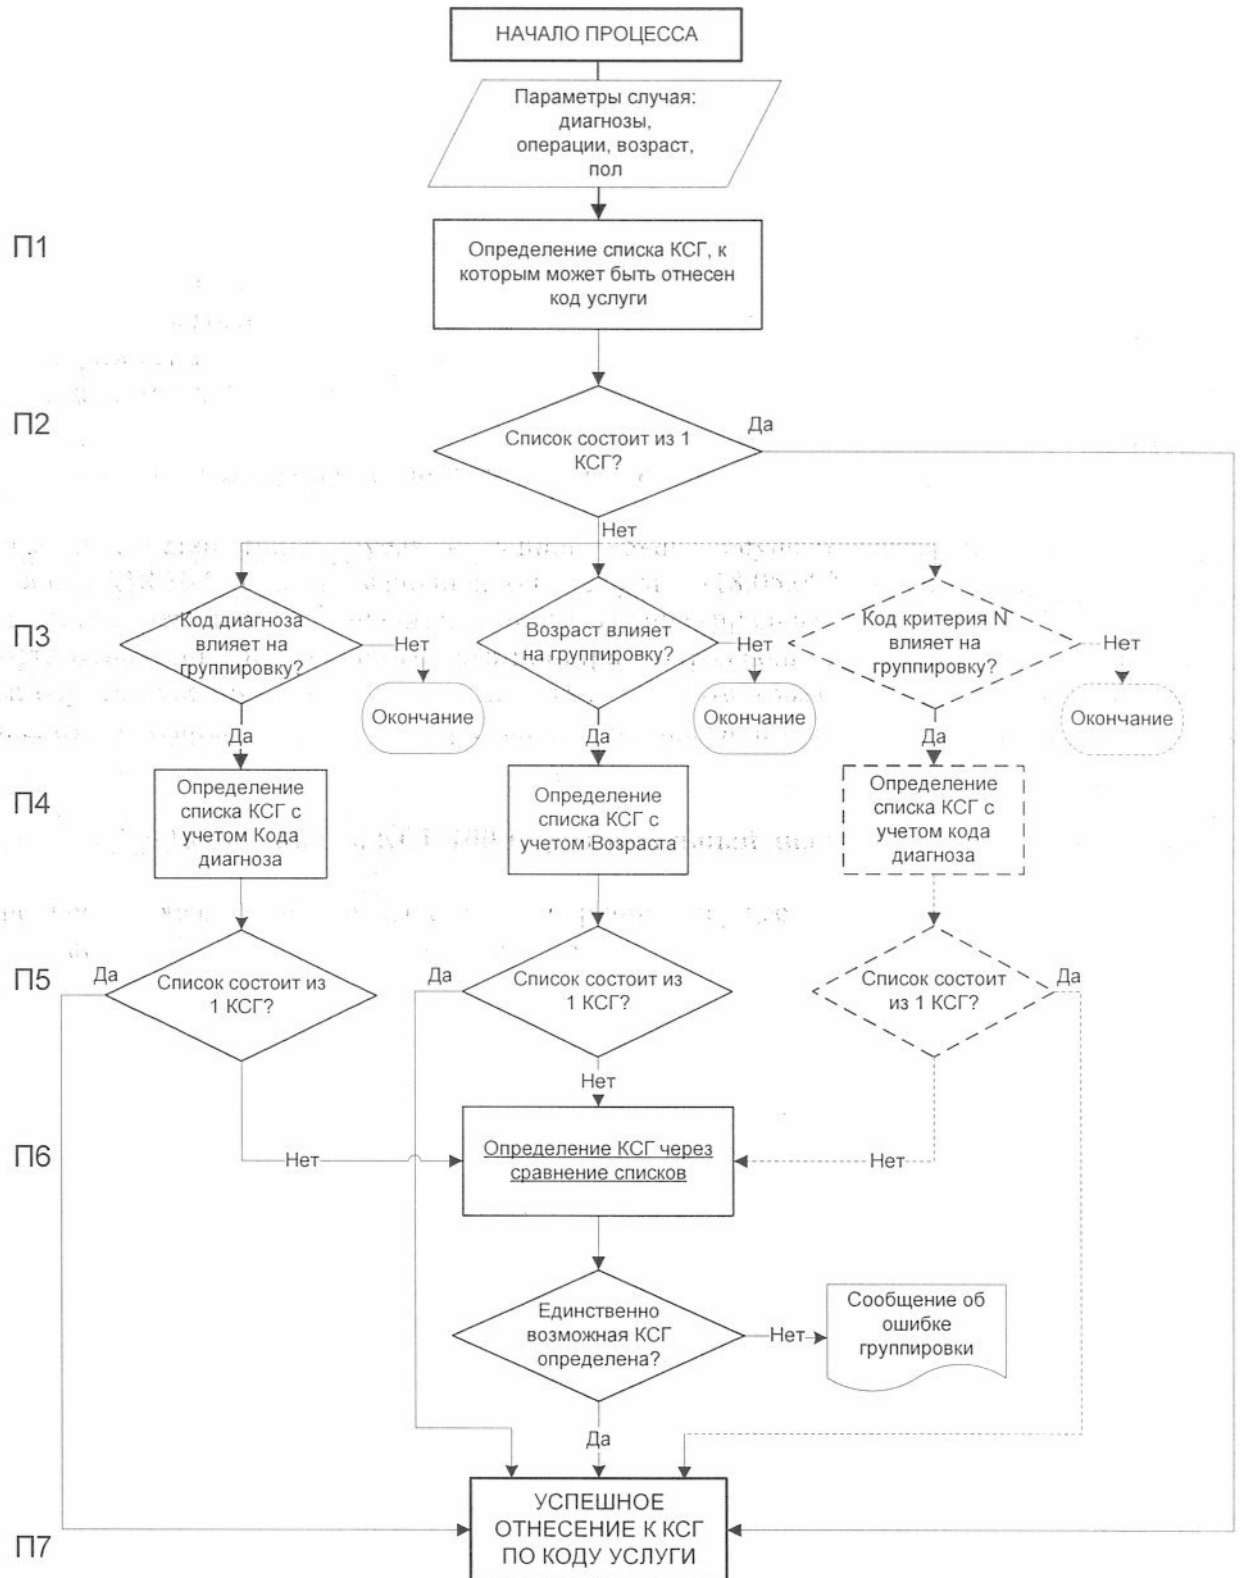 НАЧАЛО ПРОЦЕССА
Параметры случая:
диагнозы,
операции, возраст,
пол
П1
Определение списка КСГ, к
которым может быть отнесен
код услуги
П2
Список состоит из 1
КСГ?
Да
Нет
П3
Код диагноза
влияет на
группировку?
Нет
Окончание
Возраст влияет
на группировку?
Нет
Окончание
Код критерия N
влияет на
группировку?
Нет
Окончание
Да
Да
Да
П4
Определение
списка КСГ с
учетом Кода
диагноза
Определение
списка КСГ с
учетом Возраста
Определение
списка КСГ с
учетом кода
диагноза
П5
Да
Список состоит из
1 КСГ?
Да
Список состоит из
1 КСГ?
Список состоит
из 1 КСГ?
Да
Нет
П6
Нет
Определение КСГ через
сравнение списков
Нет
Единственно
возможная КСГ
определена?
Нет
Сообщение об
ошибке
группировки
Да
П7
УСПЕШНОЕ
ОТНЕСЕНИЕ К КСГ
ПО КОДУ УСЛУГИ